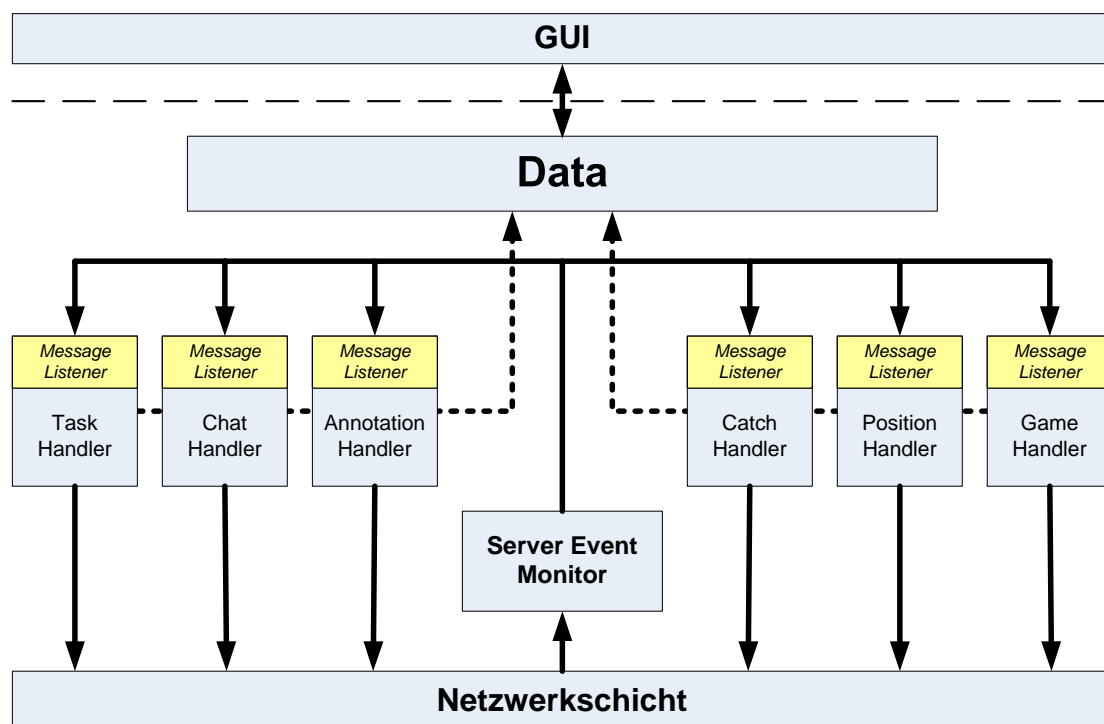 GUI
Data
Message
Listener
Task
Handler
Message
Listener
Chat
Handler
Message
Listener
Annotation
Handler
Message
Listener
Catch
Handler
Message
Listener
Position
Handler
Message
Listener
Game
Handler
Server Event
Monitor
Netzwerkschicht